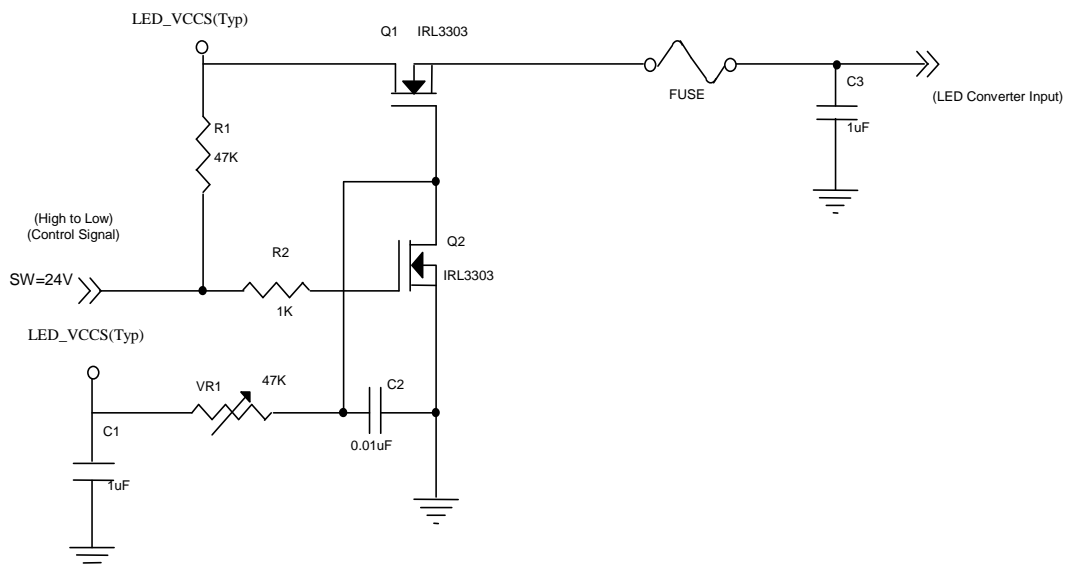 LED_VCCS(Typ)
Q1 IRL3303
FUSE
C3
(LED Converter Input)
1uF
R1
47K
(High to Low)
(Control Signal)
R2
Q2
SW=24V
IRL3303
1K
LED_VCCS(Typ)
VR1
47K
C2
C1
0.01uF
1uF